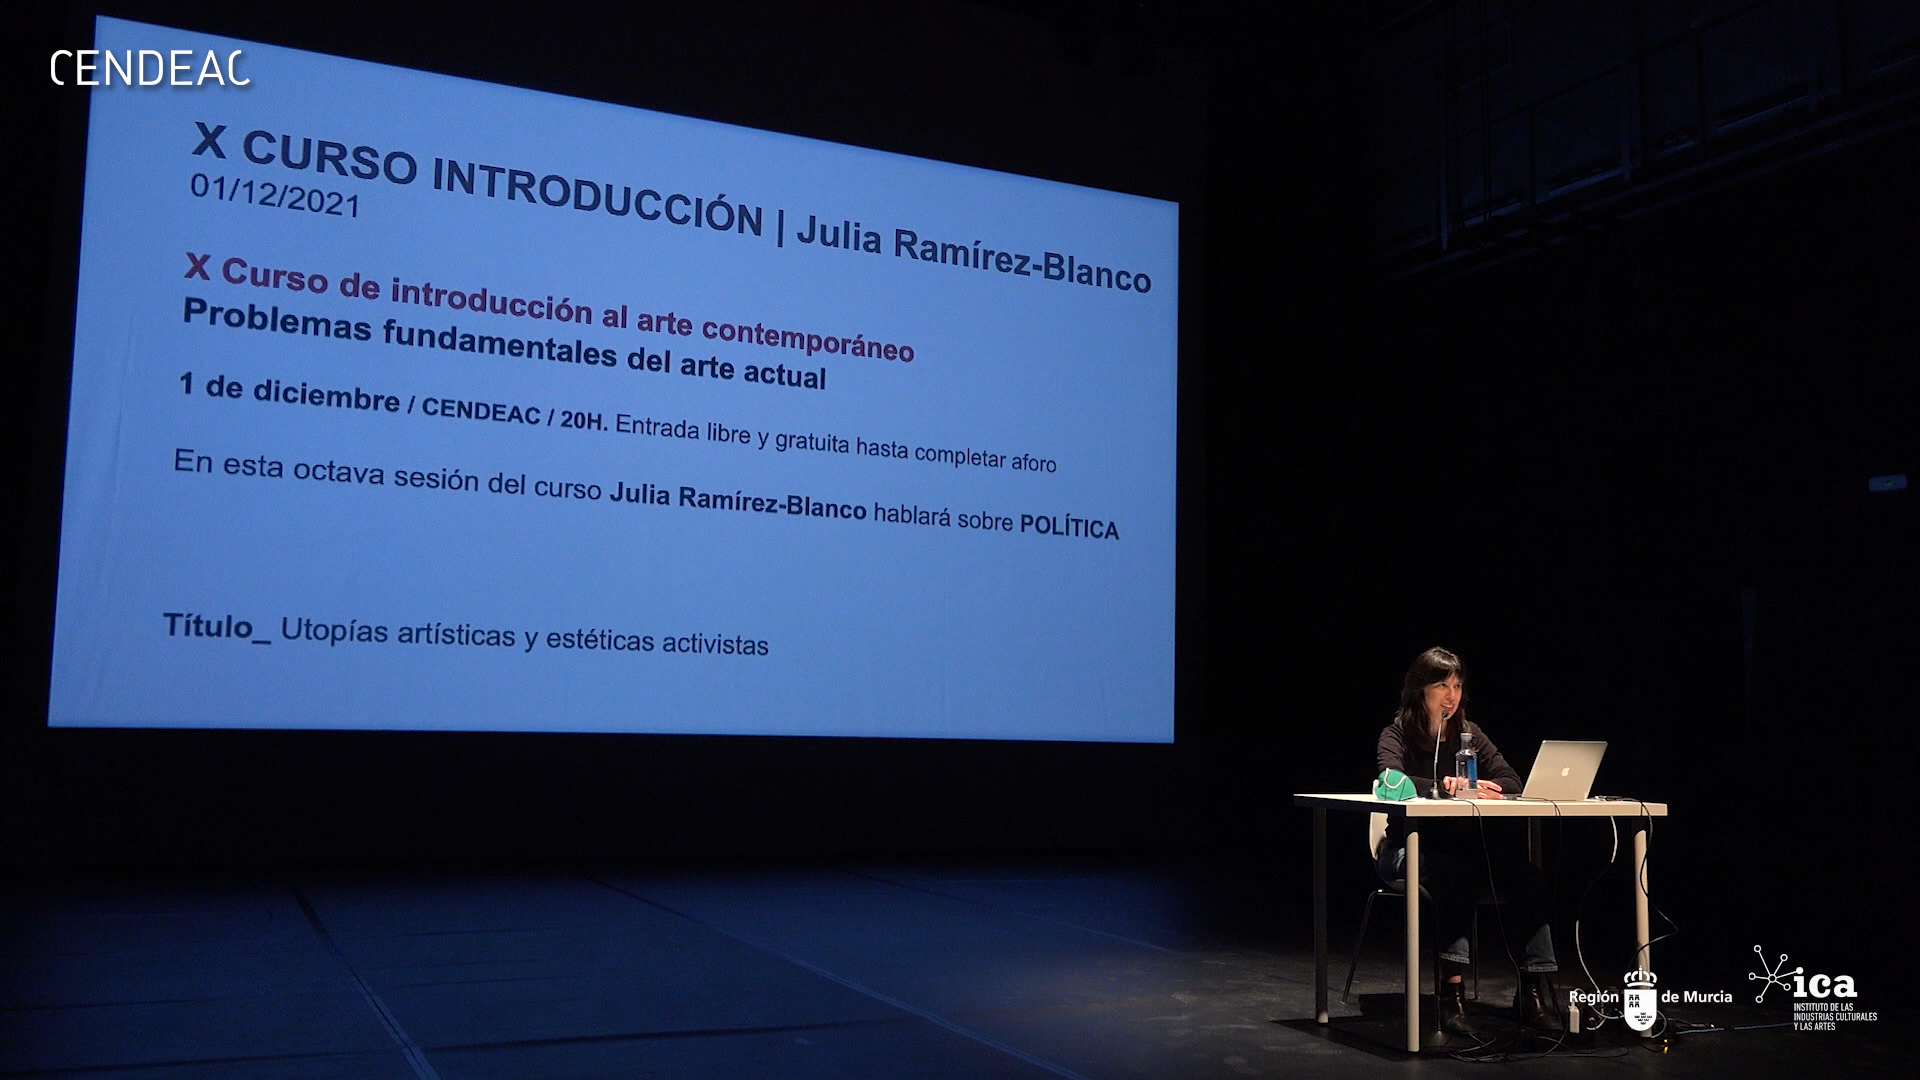 CENDEAC
X CURSO INTRODUCCIÓN | Julia Ramírez-Blanco
01/12/2021
X Curso de introducción al arte contemporáneo
Problemas fundamentales del arte actual
1 de diciembre / CENDEAC / 20H. Entrada libre y gratuita hasta completar aforo
En esta octava sesión del curso Julia Ramírez-Blanco hablará sobre POLÍTICA
Título_ Utopías artísticas y estéticas activistas
Región de Murcia
ica
INSTITUTO DE LAS
INDUSTRIAS CULTURALES
Y LAS ARTES